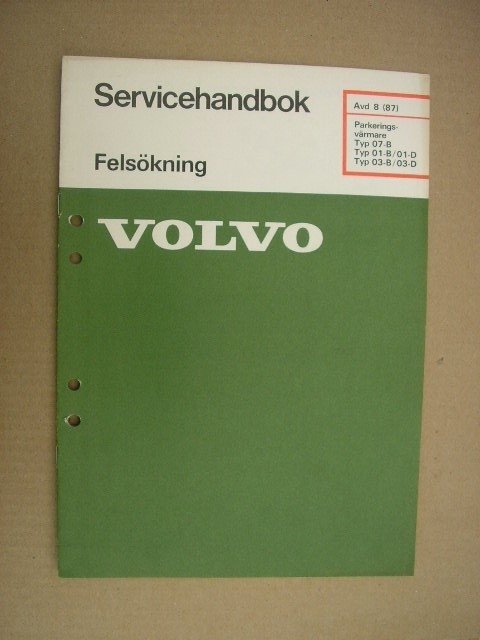 Servicehandbok
Felsökning
Avd 8 (87)
Parkerings-
värmare
Typ 07-B
Typ 01-B/01-D
Typ 03-B/03-D
VOLVO